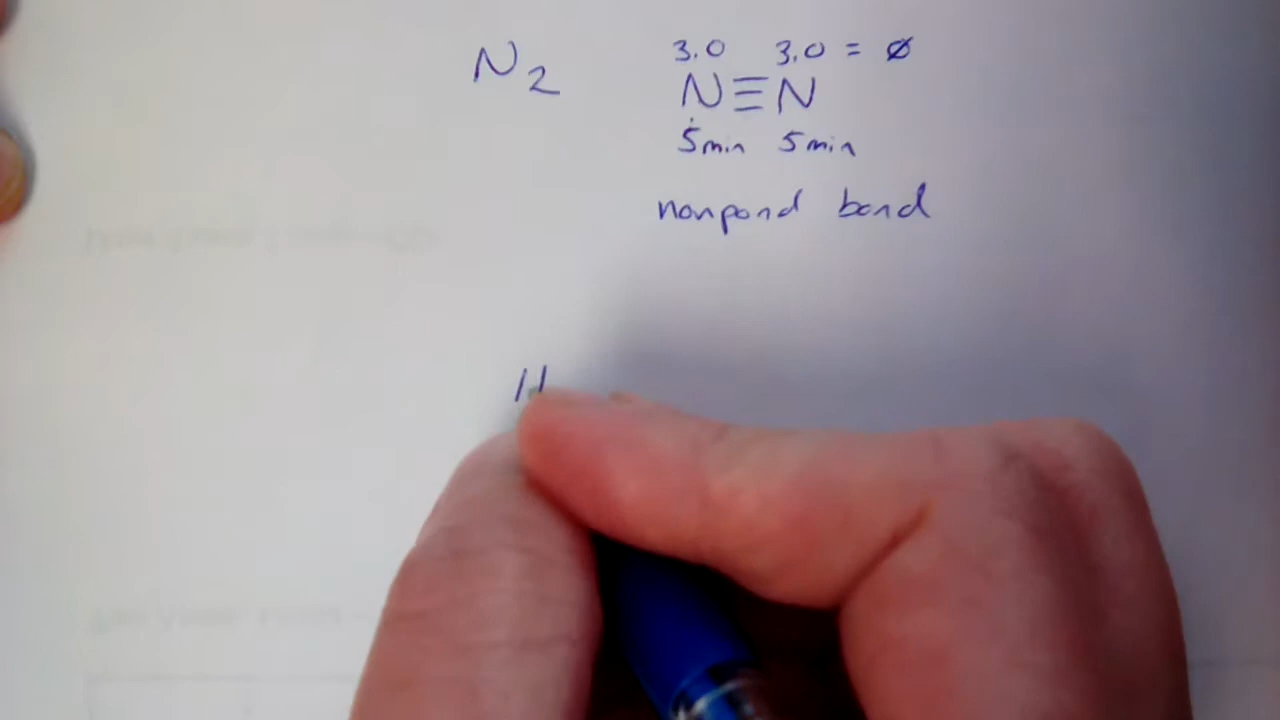 3.0 3.0 = Ø
N₂ N≡N
5min 5min
nonpond bond
H